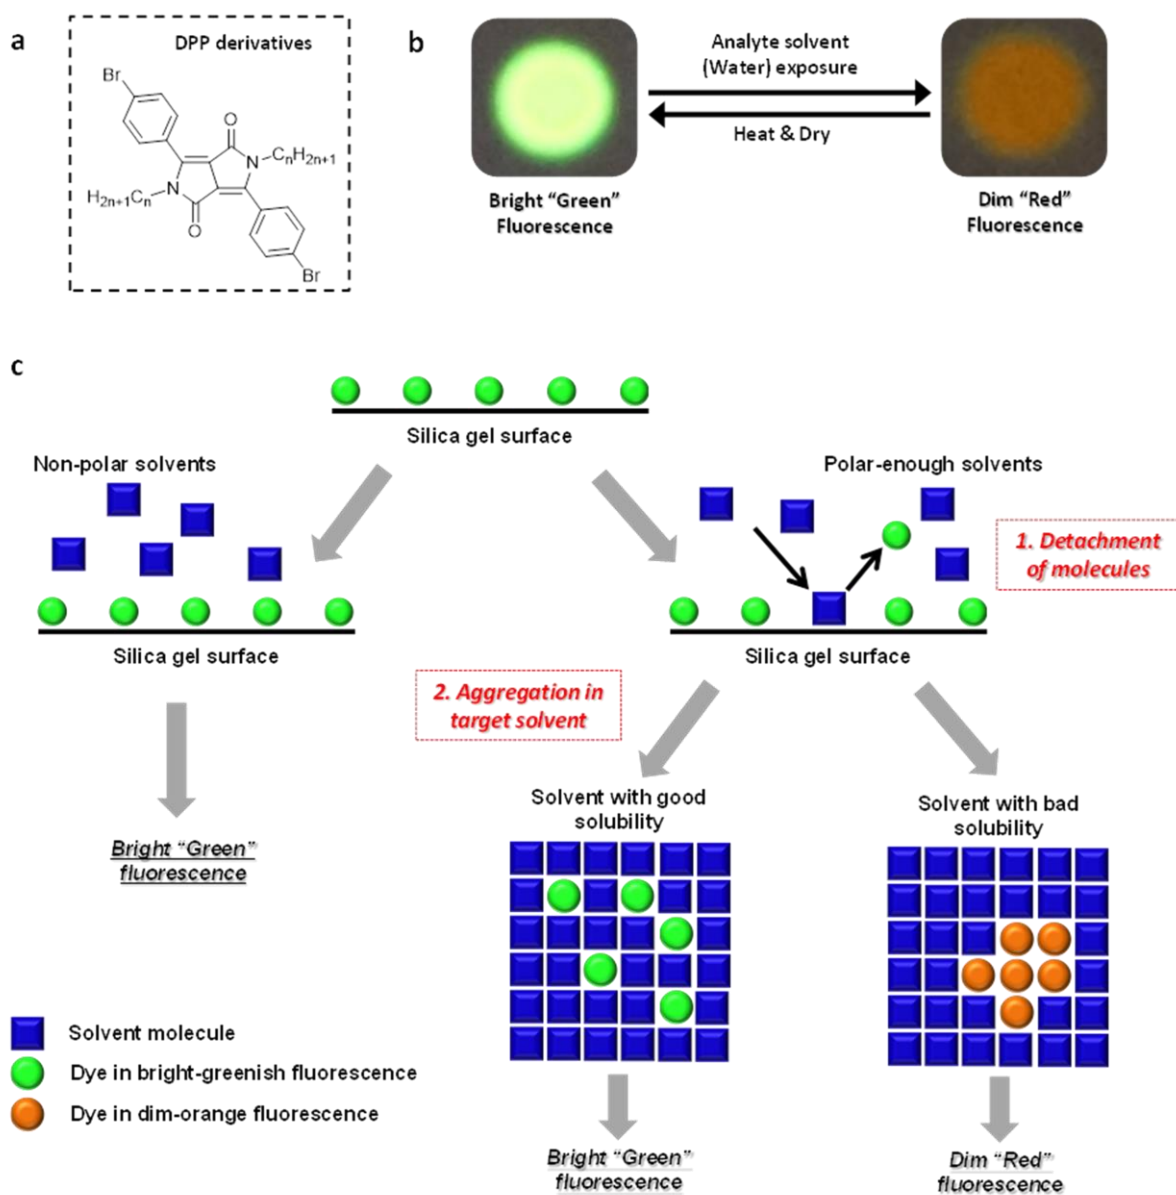 a
DPP derivatives
Br
O
N
CnH2n+1
H2n+1Cn
N
O
Br
b
Analyte solvent
(Water) exposure
Heat & Dry
Bright “Green”
Fluorescence
Dim “Red”
Fluorescence
c
Silica gel surface
Non-polar solvents
Polar-enough solvents
1. Detachment
of molecules
Silica gel surface
Silica gel surface
2. Aggregation in
target solvent
Solvent with good
solubility
Solvent with bad
solubility
Bright “Green”
fluorescence
Solvent molecule
Dye in bright-greenish fluorescence
Dye in dim-orange fluorescence
Bright “Green”
fluorescence
Dim “Red”
fluorescence